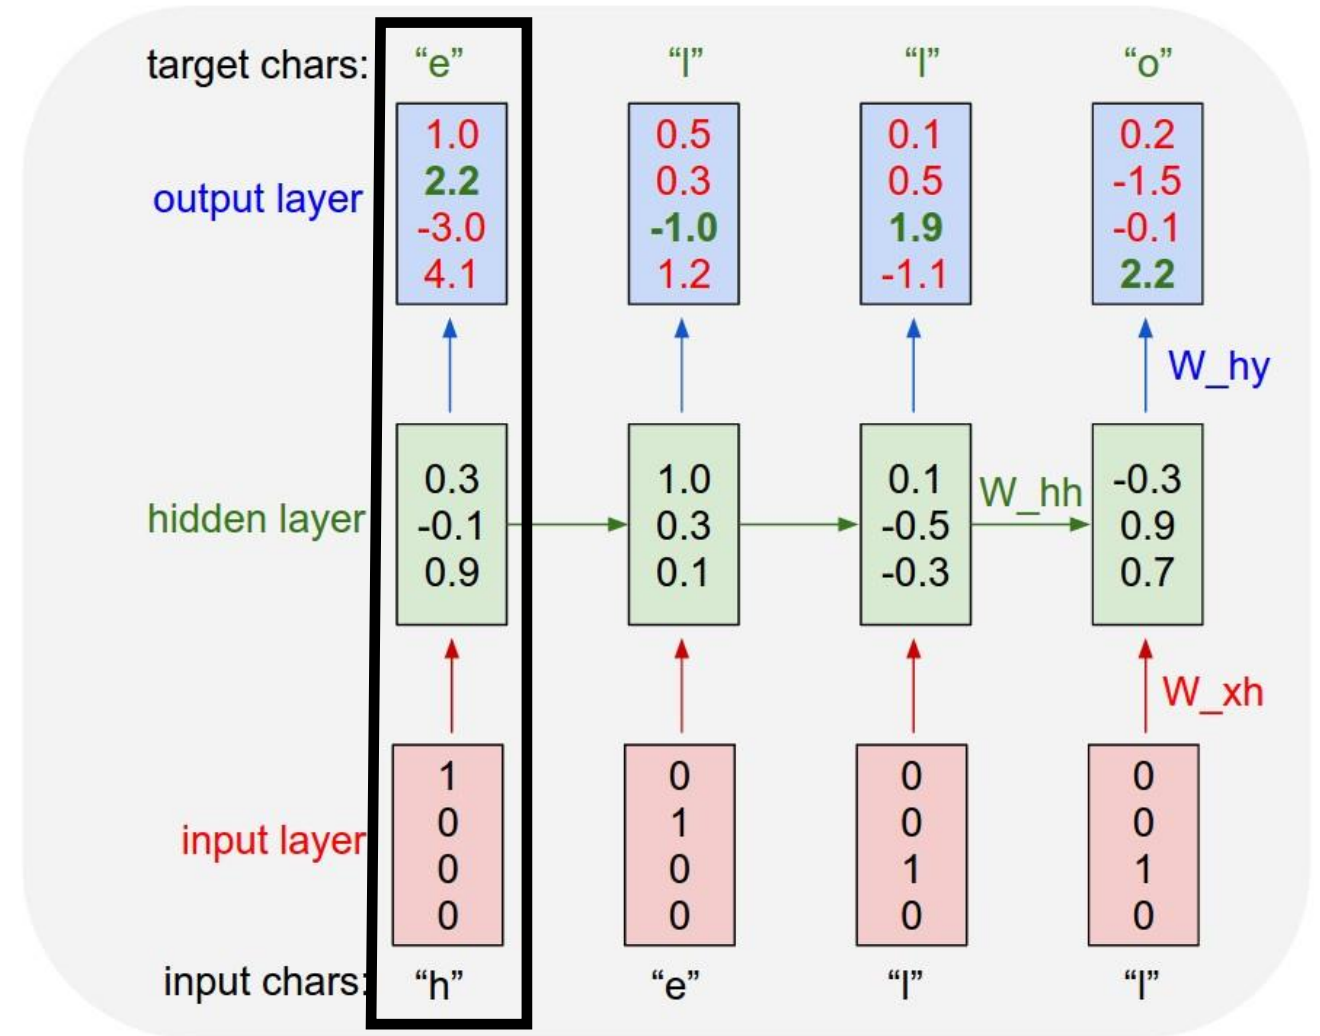 target chars: “e” “l” “l” “o”
1.0 0.5 0.1 0.2
2.2 0.3 0.5 -1.5
output layer
-3.0 -1.0 1.9 -0.1
4.1 1.2 -1.1 2.2
W_hy
0.3 1.0 0.1 -0.3
W_hh
hidden layer
-0.1 0.3 -0.5 0.9
0.9 0.1 -0.3 0.7
W_xh
1 0 0 0
0 1 0 0
input layer
0 0 1 1
0 0 0 0
input chars: “h” “e” “l” “l”